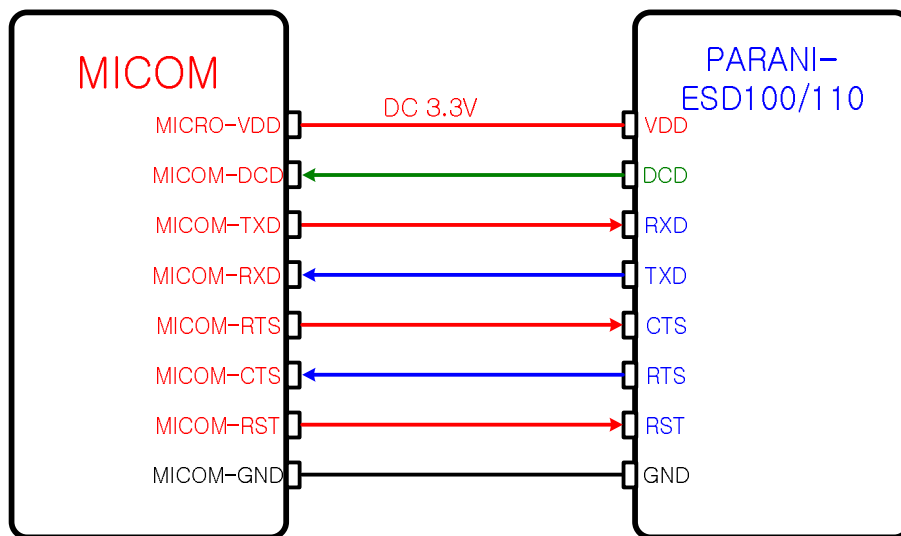 MICOM
MICRO-VDD
MICOM-DCD
MICOM-TXD
MICOM-RXD
MICOM-RTS
MICOM-CTS
MICOM-RST
MICOM-GND
DC 3.3V
PARANI-
ESD100/110
VDD
DCD
RXD
TXD
CTS
RTS
RST
GND